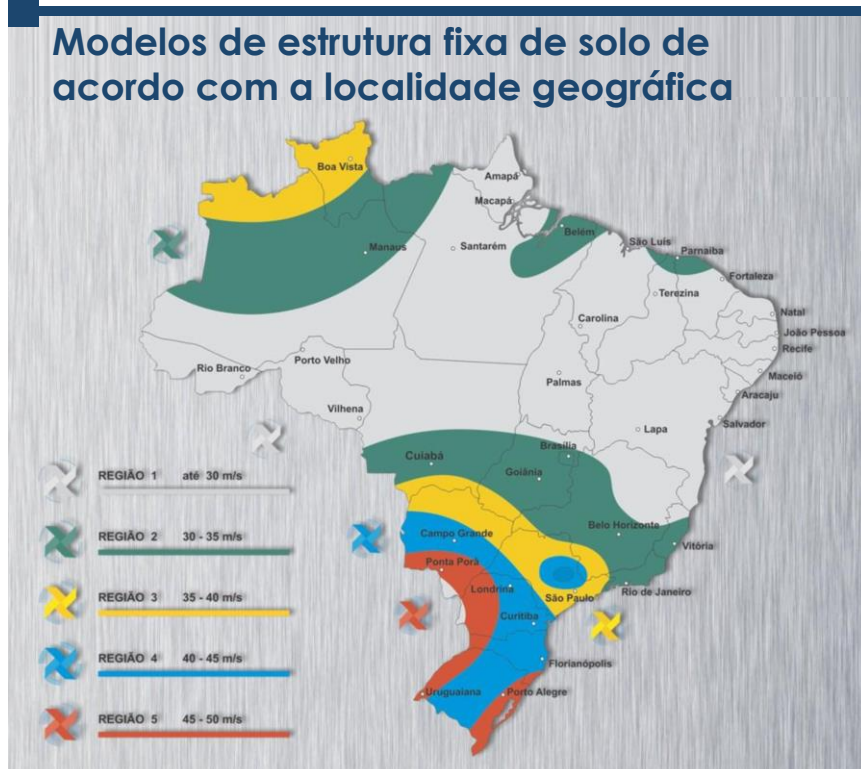 Modelos de estrutura fixa de solo de
acordo com a localidade geográfica
Boa Vista
Amapá
Macapá
Manaus
Santarém
Belém
São Luis
Parnaiba
Fortaleza
Terezina
Natal
Carolina
João Pessoa
Recife
Porto Velho
Rio Branco
Maceió
Palmas
Aracaju
Vilhena
Salvador
Lapa
Brasília
Cuiabá
Goiânia
REGIÃO 1 até 30 m/s
Belo Horizonte
Campo Grande
REGIÃO 2 30 - 35 m/s
Vitória
Ponta Porã
Londrina
São Paulo
Rio de Janeiro
REGIÃO 3 35 - 40 m/s
Curitiba
REGIÃO 4 40 - 45 m/s
Florianópolis
Uruguaiana
Porto Alegre
REGIÃO 5 45 - 50 m/s